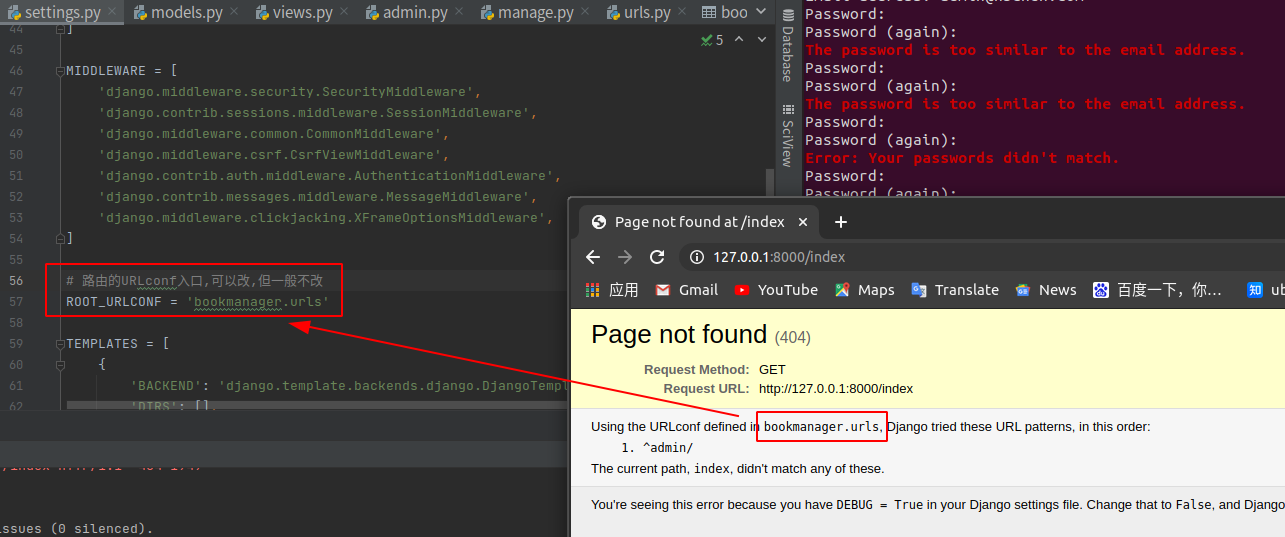 settings.py
models.py
views.py
admin.py
manage.py
urls.py
boo
44 ]
45
46 MIDDLEWARE = [
47 'django.middleware.security.SecurityMiddleware',
48 'django.contrib.sessions.middleware.SessionMiddleware',
49 'django.middleware.common.CommonMiddleware',
50 'django.middleware.csrf.CsrfViewMiddleware',
51 'django.contrib.auth.middleware.AuthenticationMiddleware',
52 'django.contrib.messages.middleware.MessageMiddleware',
53 'django.middleware.clickjacking.XFrameOptionsMiddleware',
54 ]
55
56 # 路由的URLconf入口,可以改,但一般不改
57 ROOT_URLCONF = 'bookmanager.urls'
58
59 TEMPLATES = [
60 {
61 'BACKEND': 'django.template.backends.django.DjangoTempl
62 'DIRS': [],
5
issues (0 silenced).
Database
SciView
Password:
Password (again):
The password is too similar to the email address.
Password:
Password (again):
The password is too similar to the email address.
Password:
Password (again):
Error: Your passwords didn't match.
Password:
Password (again):
Page not found at /index
127.0.0.1:8000/index
应用
Gmail
YouTube
Maps
Translate
News
百度一下，你…
知 ub
Page not found (404)
Request Method: GET
Request URL: http://127.0.0.1:8000/index
Using the URLconf defined in bookmanager.urls, Django tried these URL patterns, in this order:
1. ^admin/
The current path, index, didn't match any of these.
You're seeing this error because you have DEBUG = True in your Django settings file. Change that to False, and Django